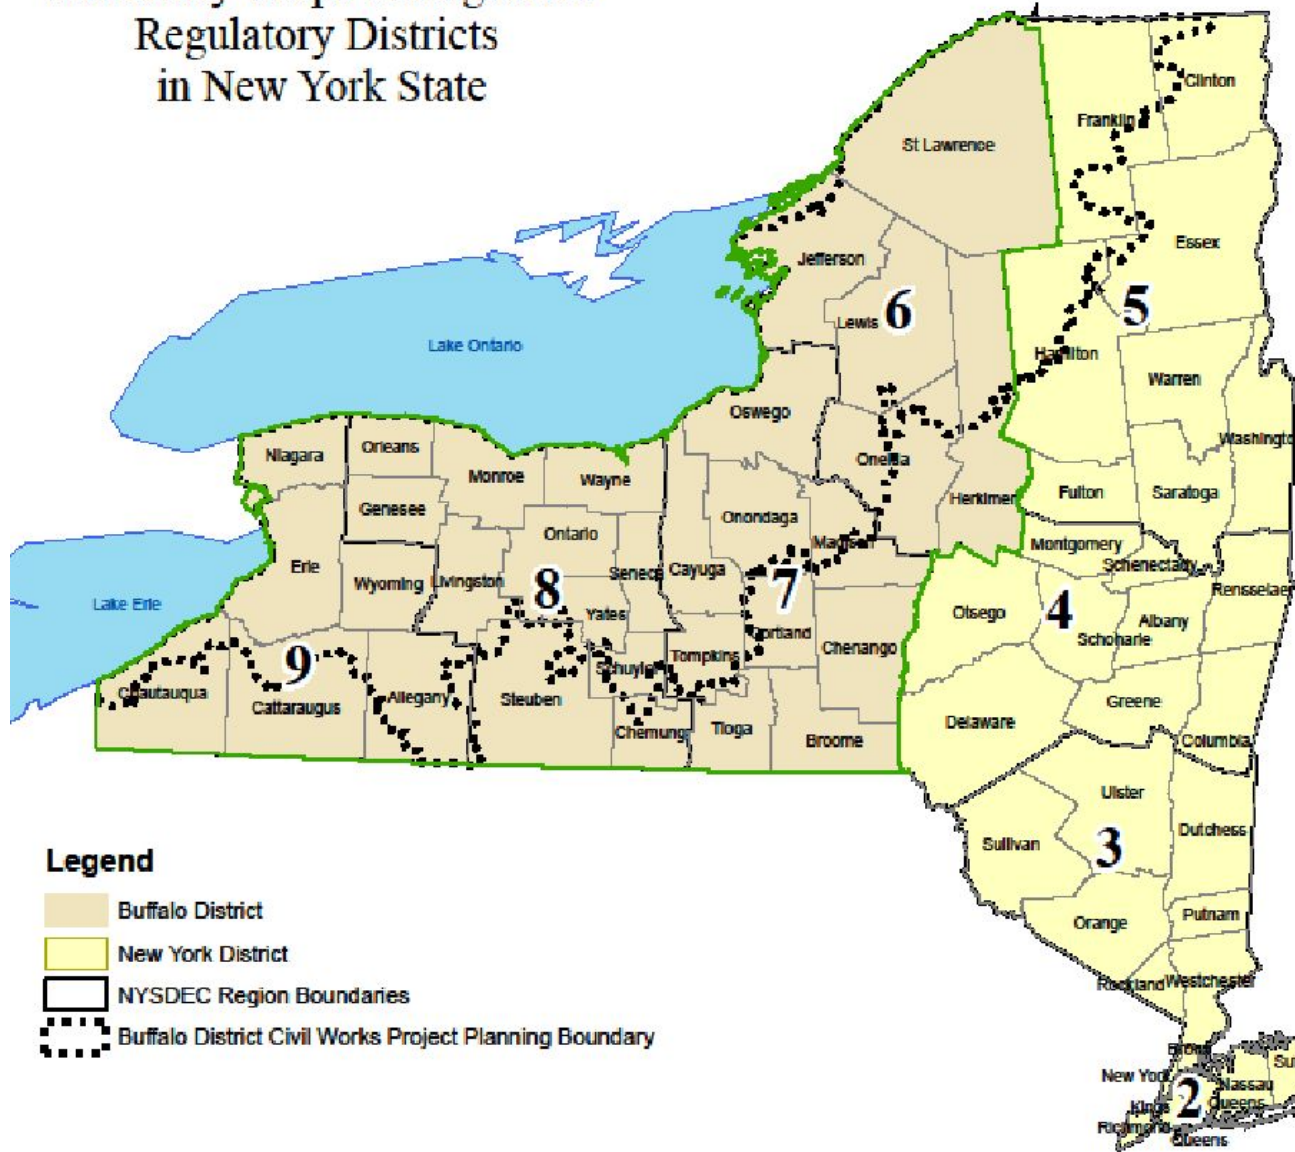 Regulatory Districts
in New York State
Clinton
Franklin
St Lawrence
Essex
Jefferson
6
5
Lewis
Lake Ontario
Hamilton
Warren
Oswego
Washington
Niagara
Orleans
Oneida
Monroe
Wayne
Herkimer
Fulton
Saratoga
Genesee
Onondaga
Ontario
Madison
Montgomery
Schenectady
Erie
Wyoming
Livingston
Seneca
Cayuga
Rensselaer
8
7
4
Lake Erie
Yates
Otsego
Albany
Cortland
Schoharie
Chenango
Tompkins
9
Schuyler
Chautauqua
Cattaraugus
Allegany
Steuben
Greene
Delaware
Chemung
Tioga
Broome
Columbia
Ulster
Sullivan
3
Dutchess
Orange
Putnam
Rockland
Westchester
Bronx
New York
Nassau
2
Queens
Kings
Richmond
Queens
Su
Legend
Buffalo District
New York District
NYSDEC Region Boundaries
Buffalo District Civil Works Project Planning Boundary